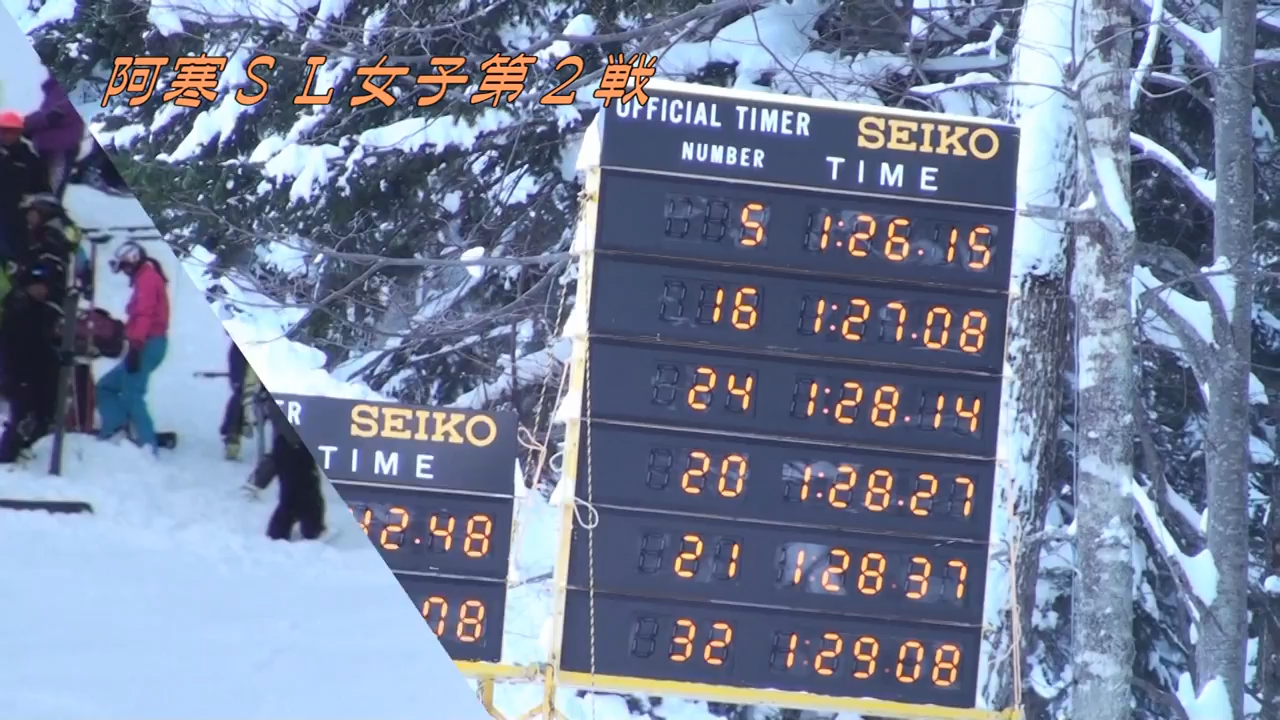 阿寒ＳＬ女子第２戦
OFFICIAL TIMER SEIKO
NUMBER TIME
5 1:26.15
16 1:27.08
24 1:28.14
20 1:28.27
21 1:28.37
32 1:29.08
SEIKO
TIME
2.48
08